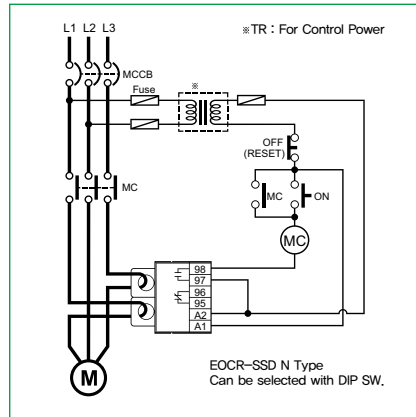 L1 L2 L3
※TR : For Control Power
MCCB
※
Fuse
OFF
(RESET)
MC
MC
ON
MC
98
97
96
95
A2
A1
M
EOCR-SSD N Type
Can be selected with DIP SW.